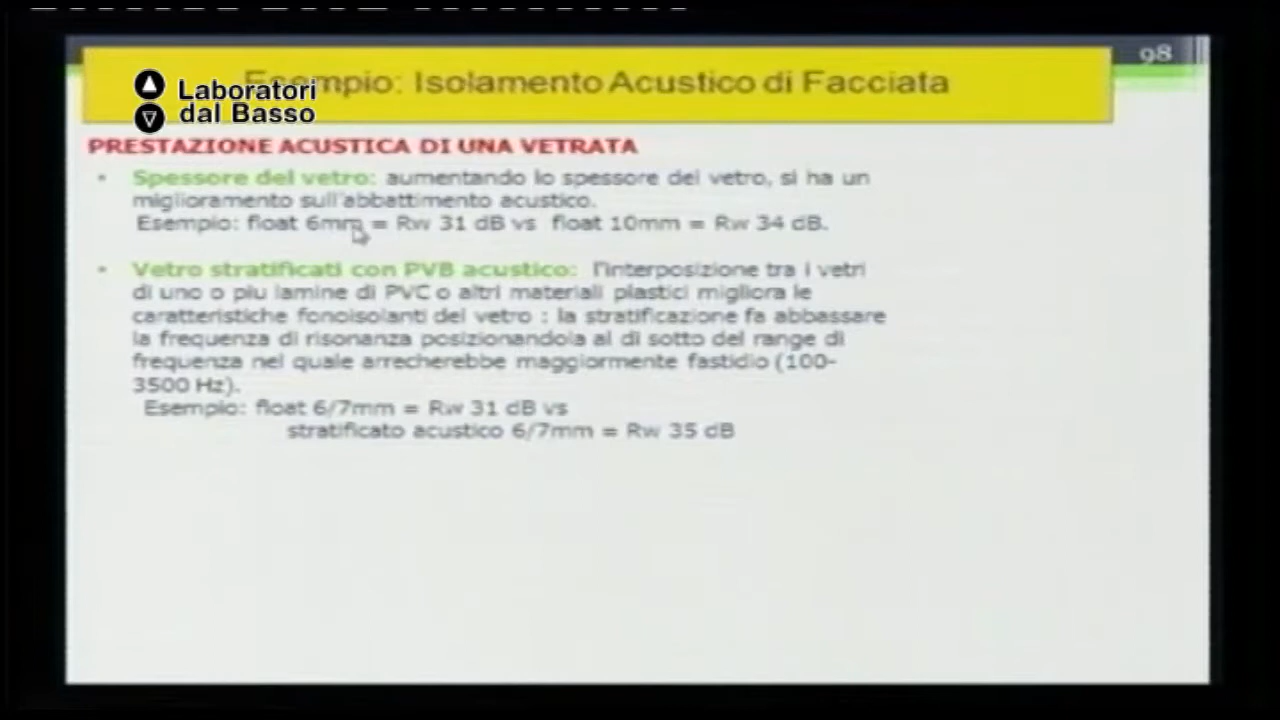 98
Esempio: Isolamento Acustico di Facciata
Laboratori
dal Basso
PRESTAZIONE ACUSTICA DI UNA VETRATA
• Spessore del vetro: aumentando lo spessore del vetro, si ha un
miglioramento sull'abbattimento acustico.
Esempio: float 6mm = Rw 31 dB vs float 10mm = Rw 34 dB.
• Vetro stratificati con PVB acustico: l'interposizione tra i vetri
di uno o piu lamine di PVC o altri materiali plastici migliora le
caratteristiche fonoisolanti del vetro : la stratificazione fa abbassare
la frequenza di risonanza posizionandola al di sotto del range di
frequenza nel quale arrecherebbe maggiormente fastidio (100-
3500 Hz).
Esempio: float 6/7mm = Rw 31 dB vs
stratificato acustico 6/7mm = Rw 35 dB